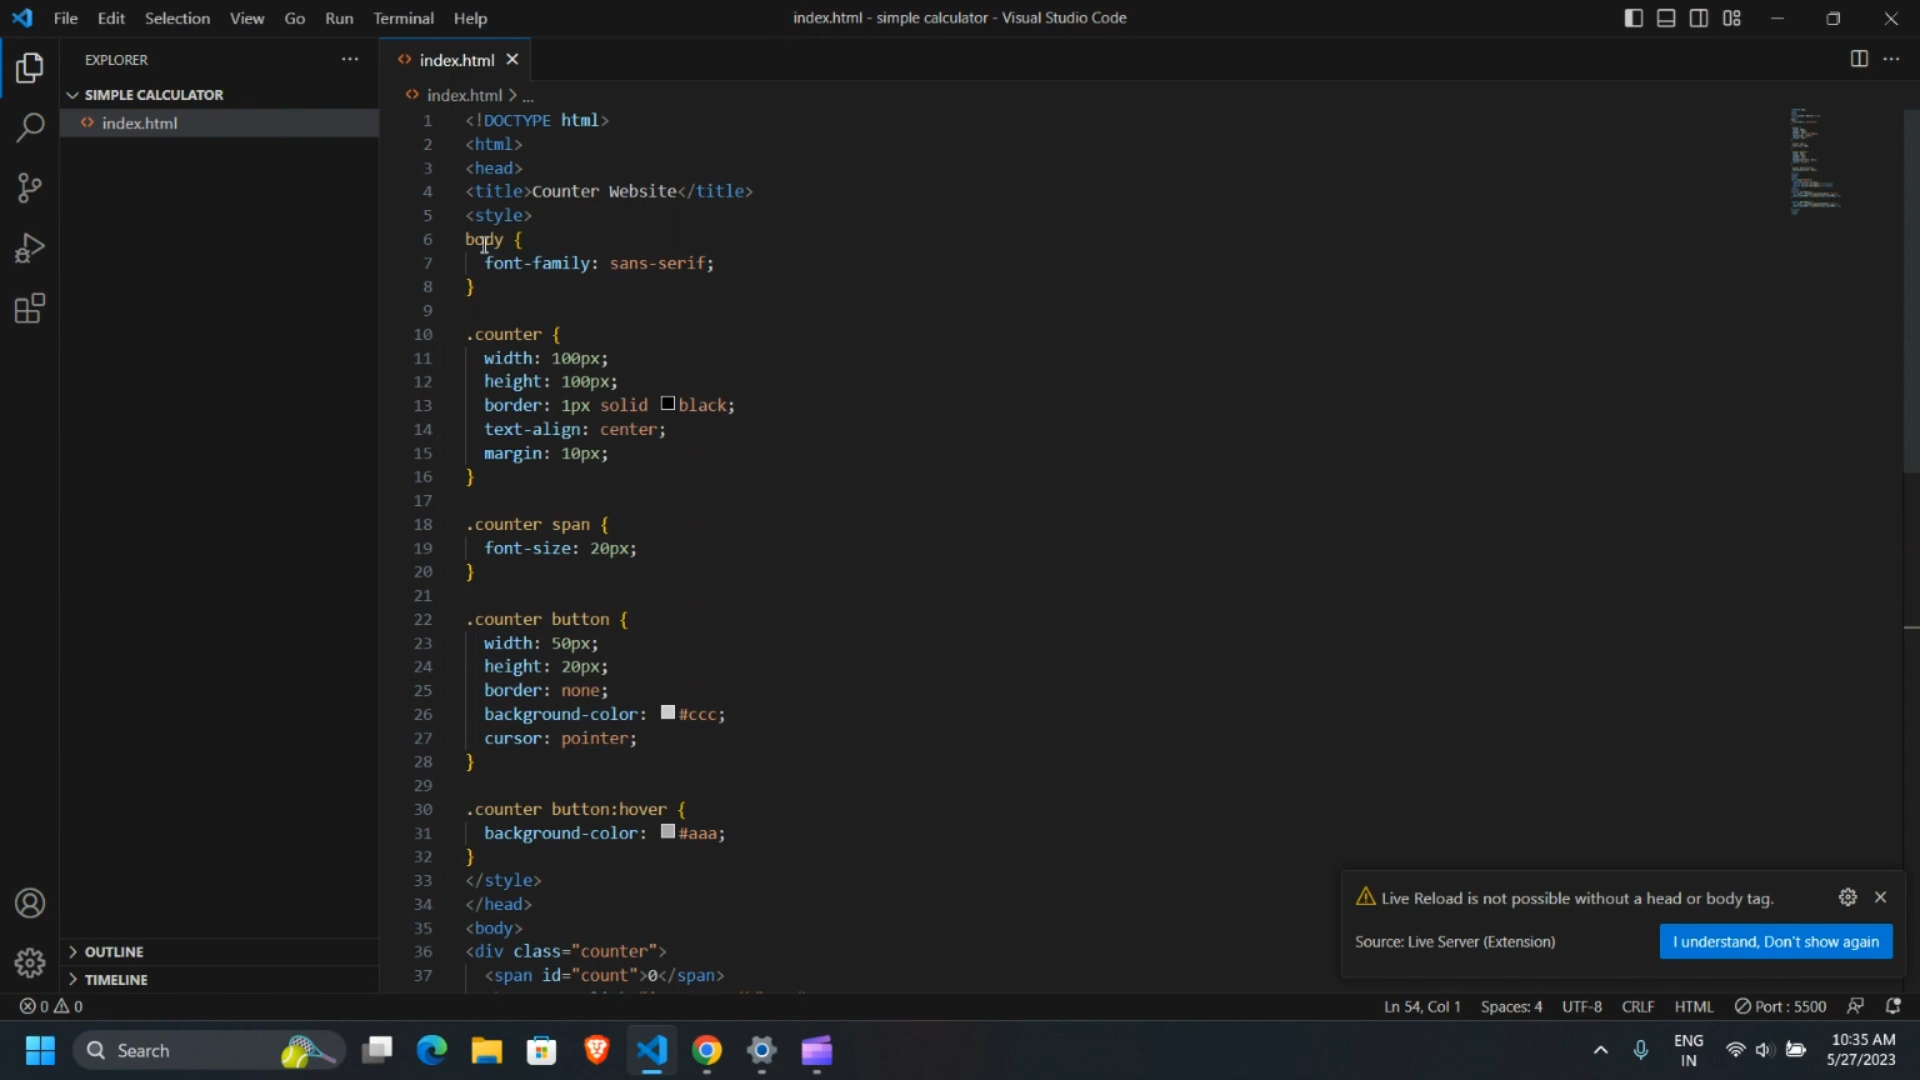 File Edit Selection View Go Run Terminal Help
index.html - simple calculator - Visual Studio Code
EXPLORER
SIMPLE CALCULATOR
index.html
OUTLINE
TIMELINE
index.html
index.html > ...
1 <!DOCTYPE html>
2 <html>
3 <head>
4 <title>Counter Website</title>
5 <style>
6 body {
7 font-family: sans-serif;
8 }
9
10 .counter {
11 width: 100px;
12 height: 100px;
13 border: 1px solid black;
14 text-align: center;
15 margin: 10px;
16 }
17
18 .counter span {
19 font-size: 20px;
20 }
21
22 .counter button {
23 width: 50px;
24 height: 20px;
25 border: none;
26 background-color: #ccc;
27 cursor: pointer;
28 }
29
30 .counter button:hover {
31 background-color: #aaa;
32 }
33 </style>
34 </head>
35 <body>
36 <div class="counter">
37 <span id="count">0</span>
Live Reload is not possible without a head or body tag.
Source: Live Server (Extension)
I understand, Don't show again
0 0
Ln 54, Col 1 Spaces: 4 UTF-8 CRLF HTML Port : 5500
Search
ENG
IN
10:35 AM
5/27/2023